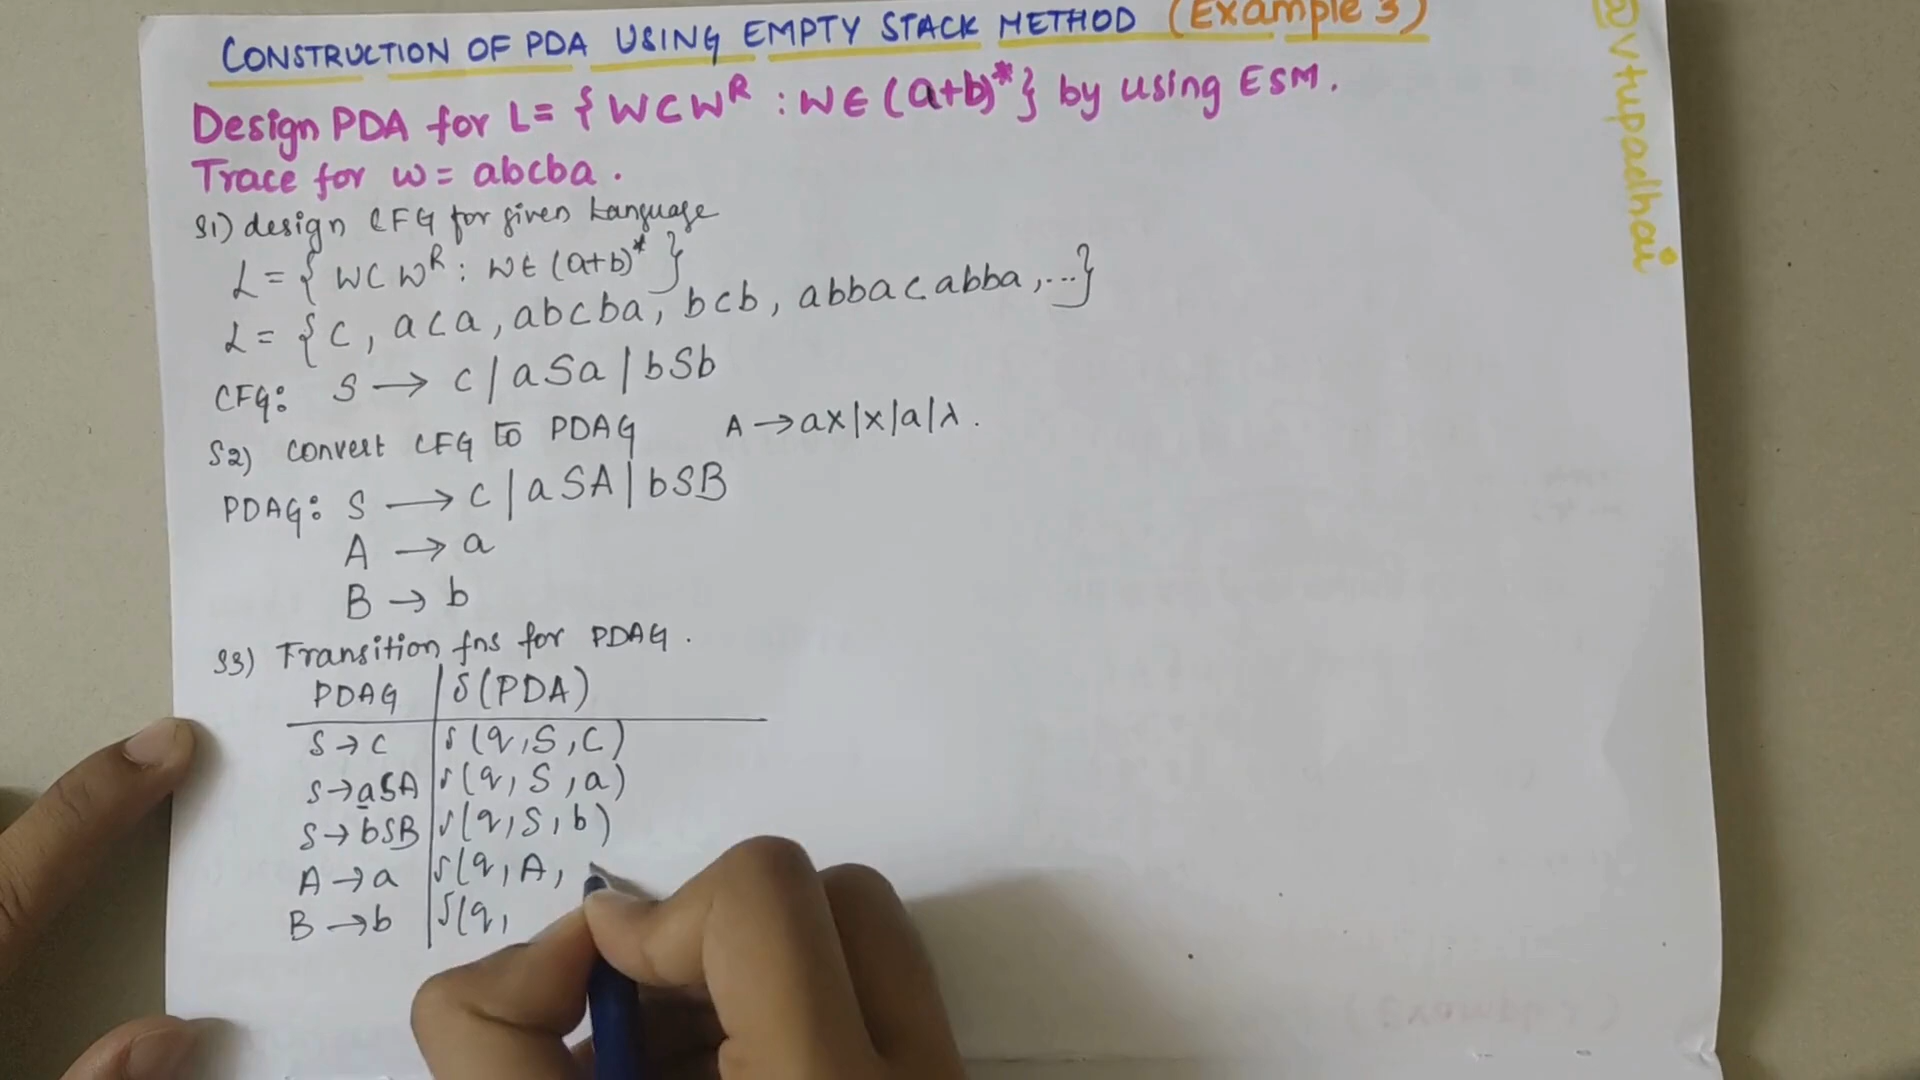 CONSTRUCTION OF PDA USING EMPTY STACK METHOD (Example 3)
Design PDA for L= { WCWᴿ : W∈(a+b)*} by using ESM.
Trace for w= abcba.
S1) design CFG for given Language
L = { WCWᴿ : W∈(a+b)* }
L = {C, aca, abcba, bcb, abbacabba,...}
CFG: S → c | aSa | bSb
S2) convert CFG to PDAG A→ax|x|a|λ.
PDAG: S → c | aSA | bSB
A → a
B → b
S3) Transition fns for PDAG.
PDAG | δ(PDA)
S→c | δ(q,S,C)
S→aSA | δ(q,S,a)
S→bSB | δ(q,S,b)
A→a | δ(q,A,
B→b | δ(q,
@vtupadhai